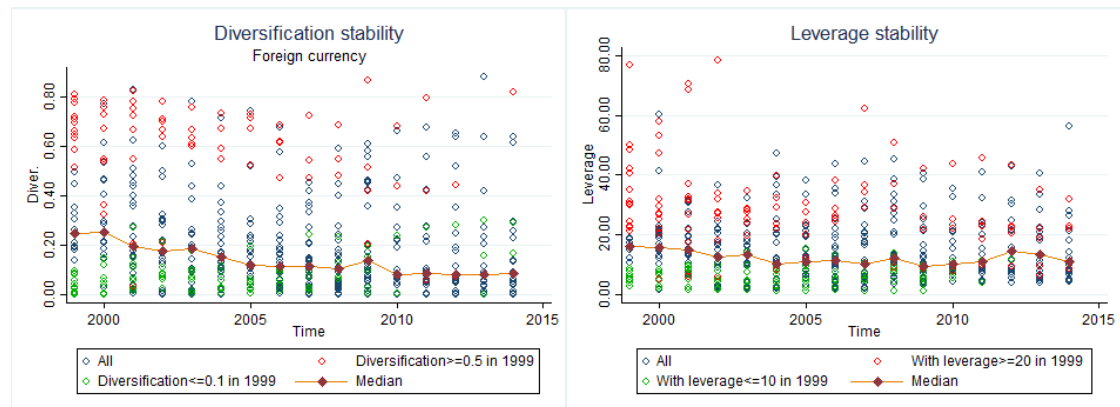 Diversification stability
Foreign currency
Diver.
0.00 0.20 0.40 0.60 0.80
2000 2005 2010 2015
Time
All Diversification>=0.5 in 1999
Diversification<=0.1 in 1999 Median
Leverage stability
Leverage
0.00 20.00 40.00 60.00 80.00
2000 2005 2010 2015
Time
All With leverage>=20 in 1999
With leverage<=10 in 1999 Median